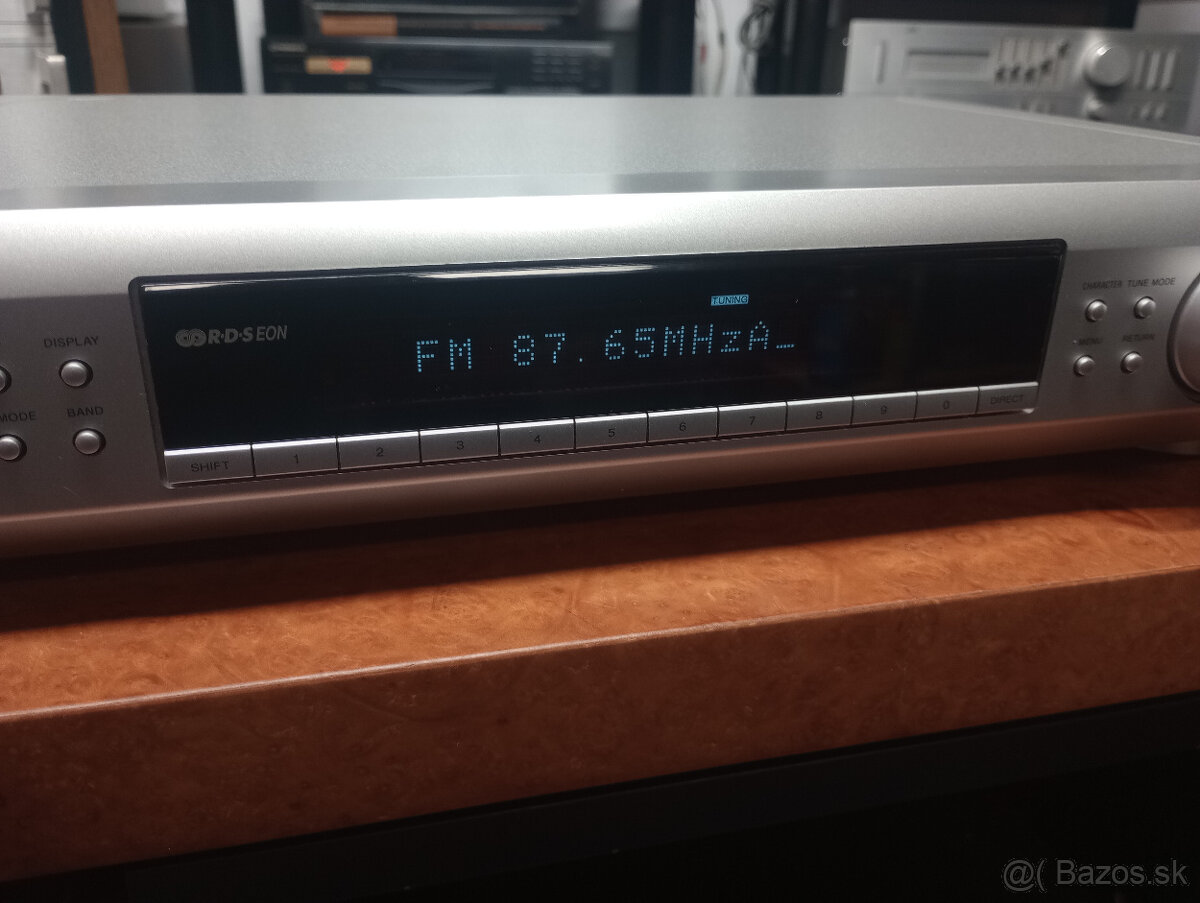 R·D·S EON
TUNING
FM 87.65MHzA_
DISPLAY
MODE
BAND
CHARACTER
TUNE MODE
MENU
RETURN
SHIFT 1 2 3 4 5 6 7 8 9 0 DIRECT
@( Bazos.sk